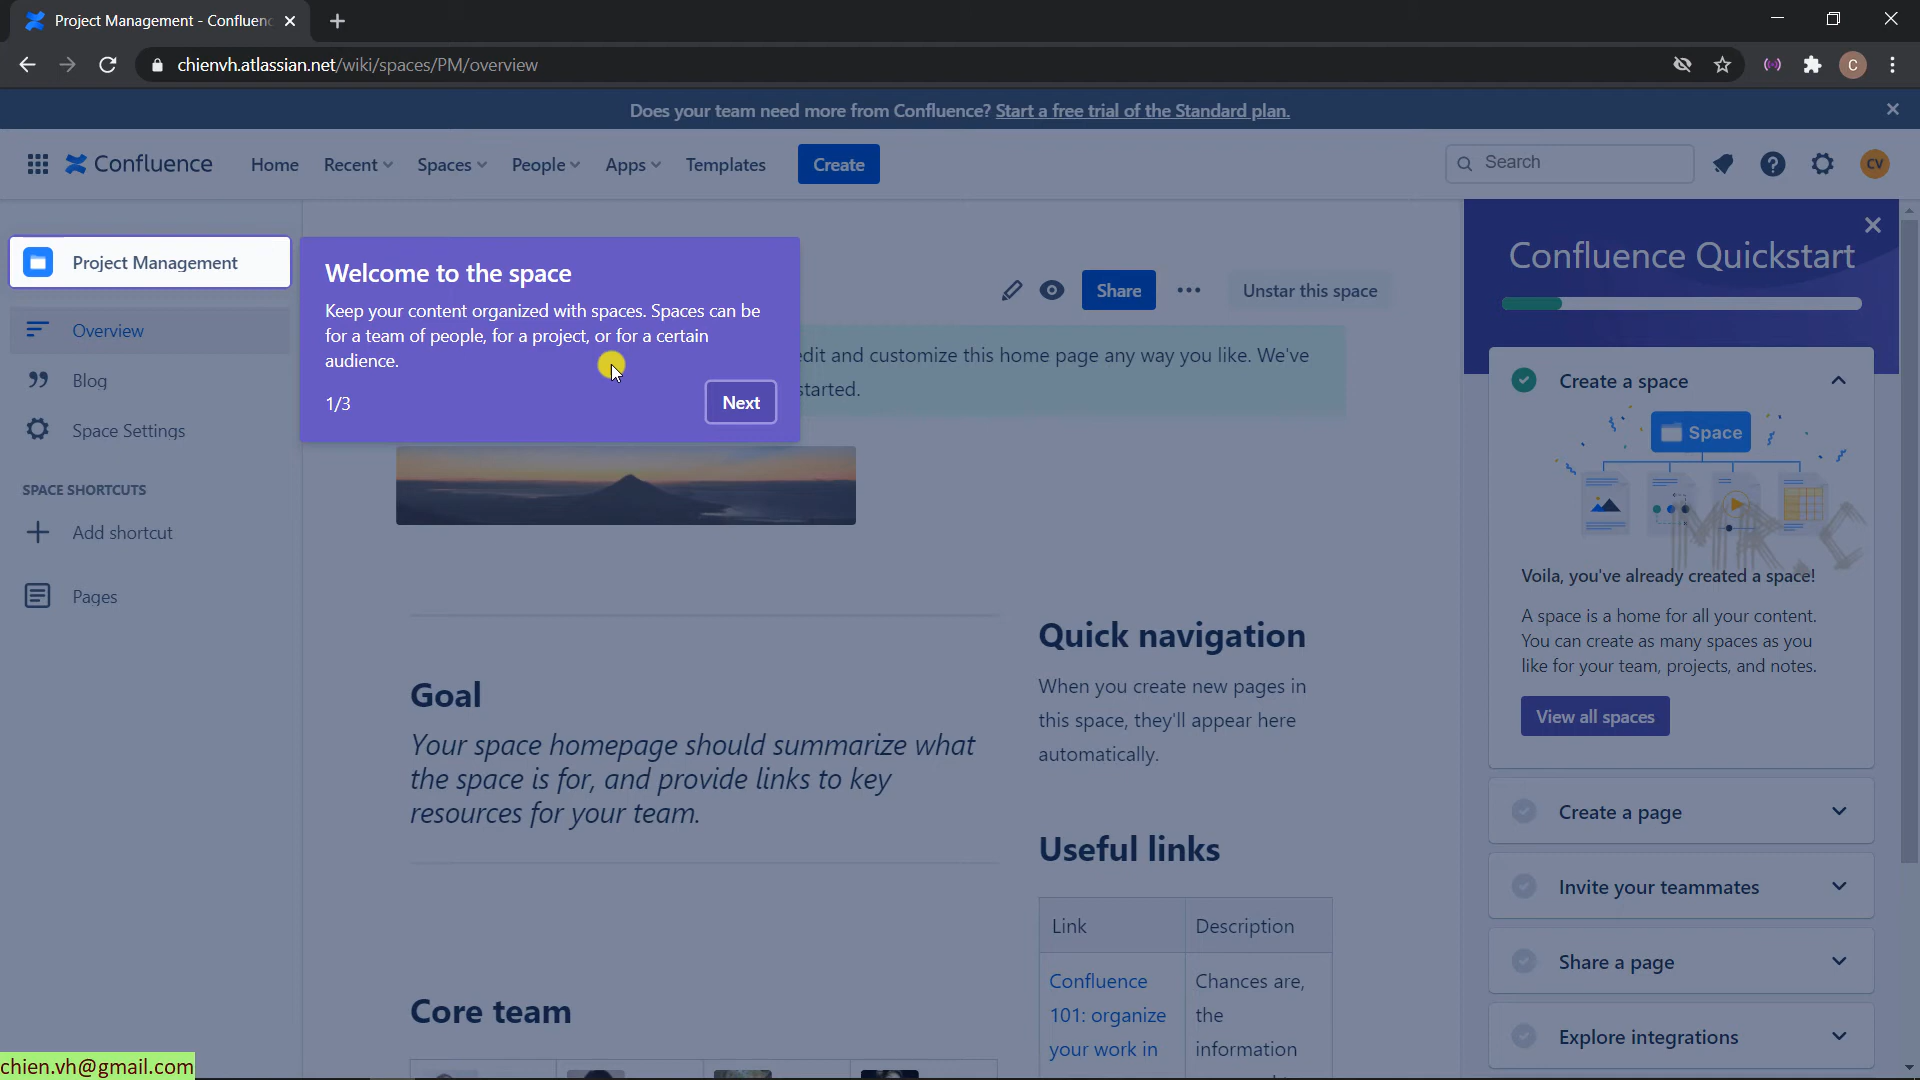 Project Management - Confluenc
chienvh.atlassian.net/wiki/spaces/PM/overview
C
Does your team need more from Confluence? Start a free trial of the Standard plan.
Confluence
Home
Recent
Spaces
People
Apps
Templates
Create
Search
CV
Project Management
Overview
Blog
Space Settings
SPACE SHORTCUTS
Add shortcut
Pages
Welcome to the space
Keep your content organized with spaces. Spaces can be
for a team of people, for a project, or for a certain
audience.
1/3
Next
Share
Unstar this space
edit and customize this home page any way you like. We've
started.
Goal
Your space homepage should summarize what
the space is for, and provide links to key
resources for your team.
Core team
Quick navigation
When you create new pages in
this space, they'll appear here
automatically.
Useful links
Link
Description
Confluence
101: organize
your work in
Chances are,
the
information
Confluence Quickstart
Create a space
Space
Voila, you've already created a space!
A space is a home for all your content.
You can create as many spaces as you
like for your team, projects, and notes.
View all spaces
Create a page
Invite your teammates
Share a page
Explore integrations
chien.vh@gmail.com